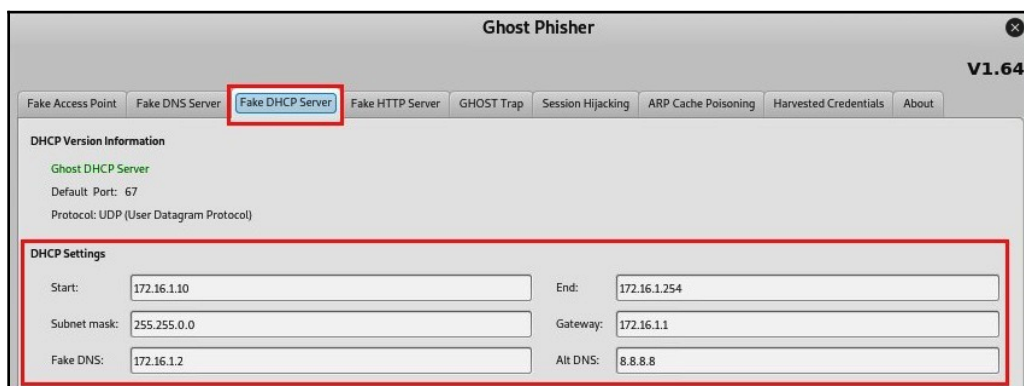 Ghost Phisher
V1.64
Fake Access Point Fake DNS Server Fake DHCP Server Fake HTTP Server GHOST Trap Session Hijacking ARP Cache Poisoning Harvested Credentials About
DHCP Version Information
Ghost DHCP Server
Default Port: 67
Protocol: UDP (User Datagram Protocol)
DHCP Settings
Start: 172.16.1.10 End: 172.16.1.254
Subnet mask: 255.255.0.0 Gateway: 172.16.1.1
Fake DNS: 172.16.1.2 Alt DNS: 8.8.8.8